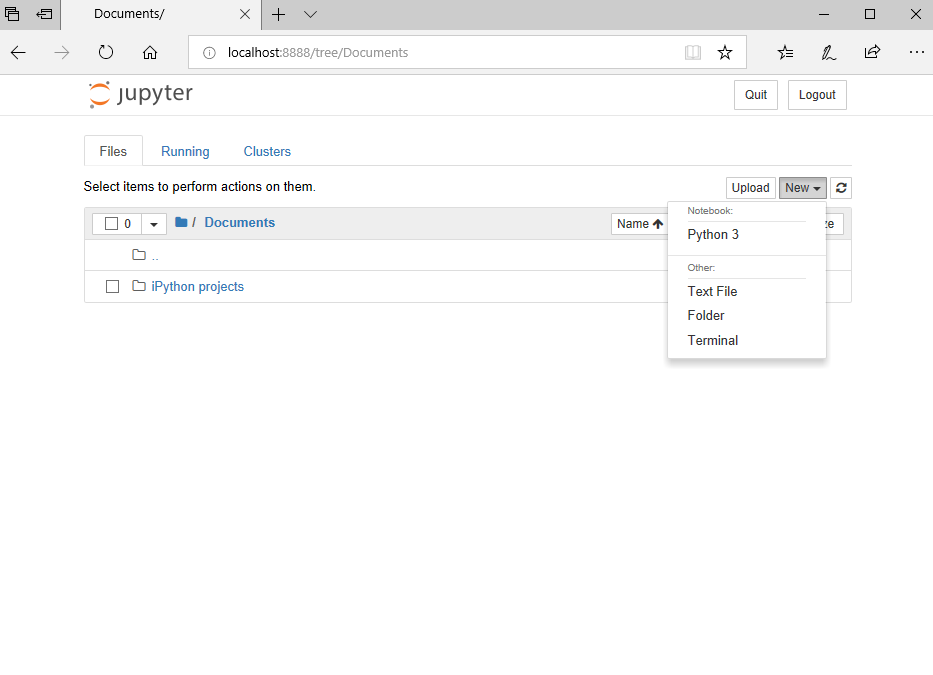 Documents/
localhost:8888/tree/Documents
jupyter
Quit
Logout
Files
Running
Clusters
Select items to perform actions on them.
Upload
New
0
/
Documents
Name
ze
..
iPython projects
Notebook:
Python 3
Other:
Text File
Folder
Terminal